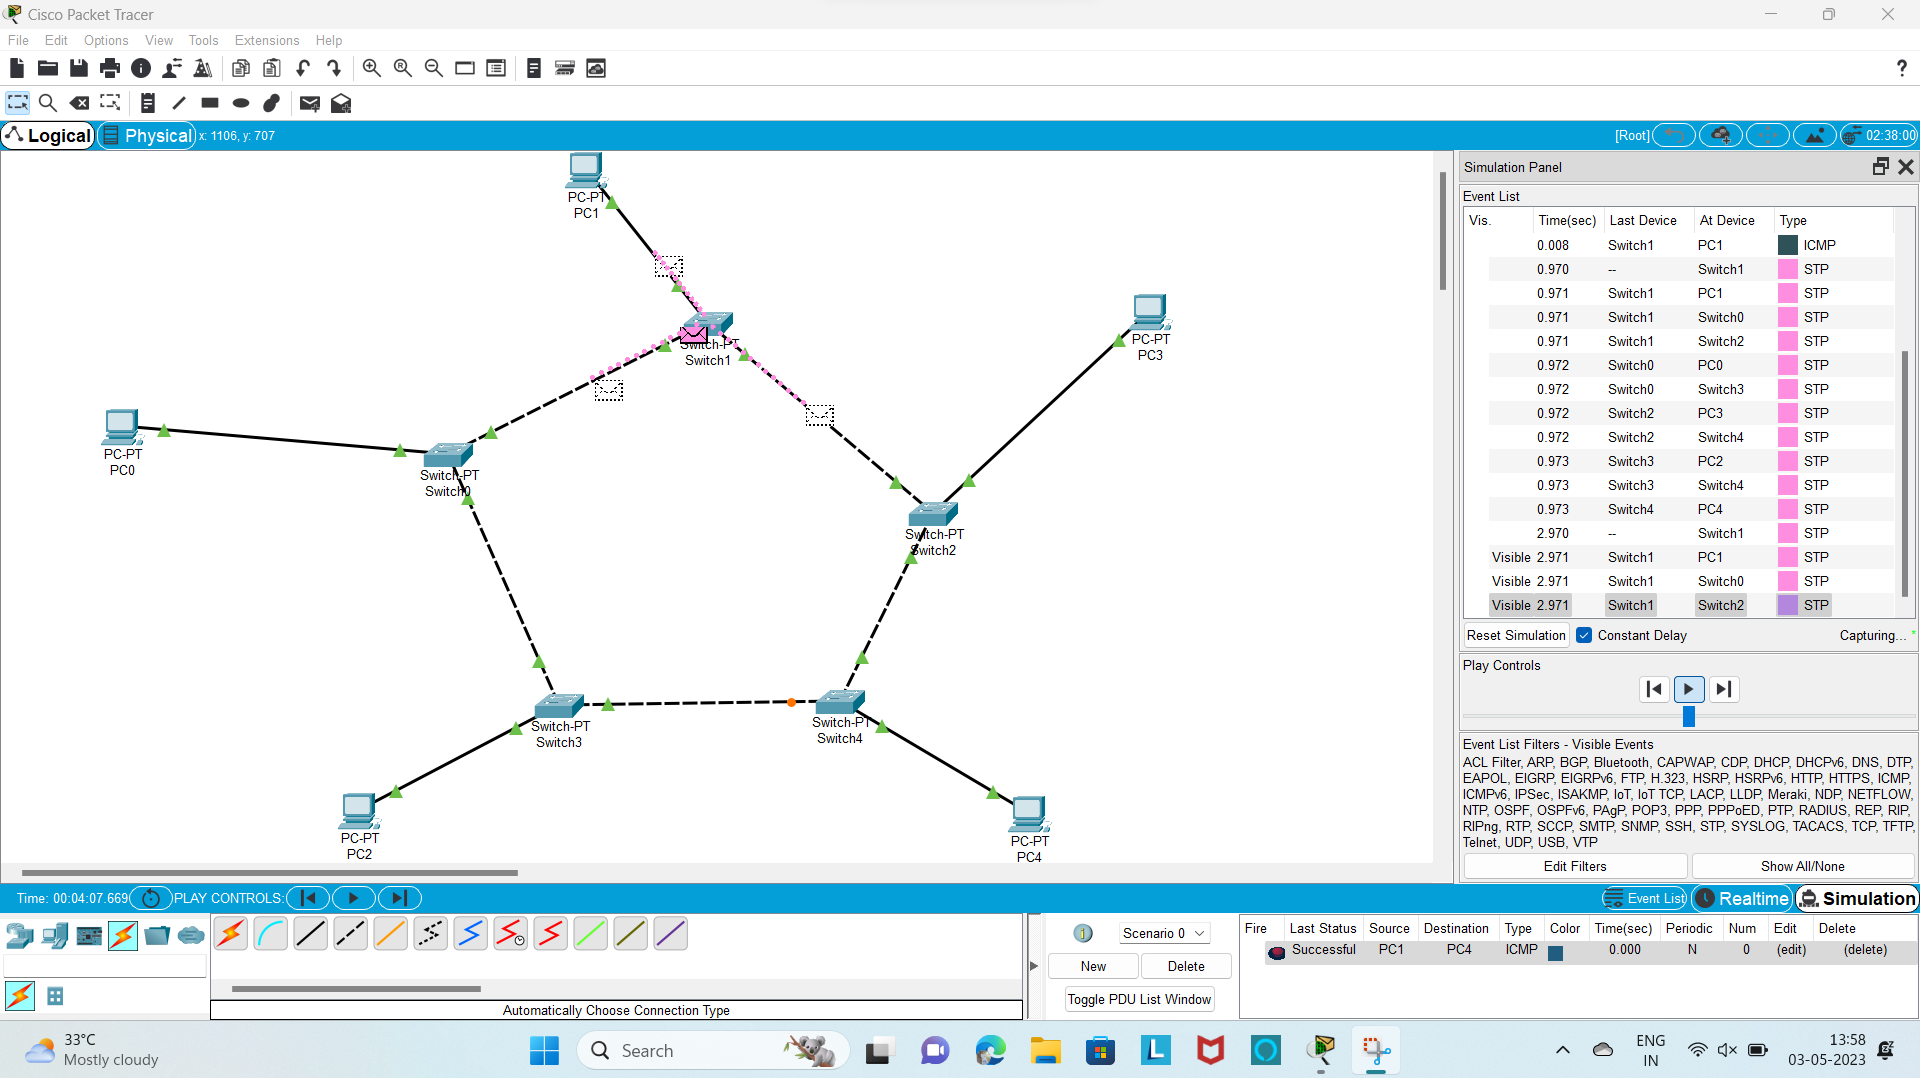 Cisco Packet Tracer
File Edit Options View Tools Extensions Help
?
Logical Physical x: 1106, y: 707 [Root] 02:38:00
PC-PT
PC1
Switch-PT
Switch1
PC-PT
PC3
PC-PT
PC0
Switch-PT
Switch0
Switch-PT
Switch2
Switch-PT
Switch3
Switch-PT
Switch4
PC-PT
PC2
PC-PT
PC4
Simulation Panel
Event List
Vis. Time(sec) Last Device At Device Type
0.008 Switch1 PC1 ICMP
0.970 -- Switch1 STP
0.971 Switch1 PC1 STP
0.971 Switch1 Switch0 STP
0.971 Switch1 Switch2 STP
0.972 Switch0 PC0 STP
0.972 Switch0 Switch3 STP
0.972 Switch2 PC3 STP
0.972 Switch2 Switch4 STP
0.973 Switch3 PC2 STP
0.973 Switch3 Switch4 STP
0.973 Switch4 PC4 STP
2.970 -- Switch1 STP
Visible 2.971 Switch1 PC1 STP
Visible 2.971 Switch1 Switch0 STP
Visible 2.971 Switch1 Switch2 STP
Reset Simulation Constant Delay Capturing... *
Play Controls
Event List Filters - Visible Events
ACL Filter, ARP, BGP, Bluetooth, CAPWAP, CDP, DHCP, DHCPv6, DNS, DTP,
EAPOL, EIGRP, EIGRPv6, FTP, H.323, HSRP, HSRPv6, HTTP, HTTPS, ICMP,
ICMPv6, IPSec, ISAKMP, IoT, IoT TCP, LACP, LLDP, Meraki, NDP, NETFLOW,
NTP, OSPF, OSPFv6, PAgP, POP3, PPP, PPPoED, PTP, RADIUS, REP, RIP,
RIPng, RTP, SCCP, SMTP, SNMP, SSH, STP, SYSLOG, TACACS, TCP, TFTP,
Telnet, UDP, USB, VTP
Edit Filters Show All/None
Time: 00:04:07.669 PLAY CONTROLS: Event List Realtime Simulation
Automatically Choose Connection Type
Scenario 0
New Delete
Toggle PDU List Window
Fire Last Status Source Destination Type Color Time(sec) Periodic Num Edit Delete
Successful PC1 PC4 ICMP 0.000 N 0 (edit) (delete)
33°C
Mostly cloudy
Search
ENG
IN
13:58
03-05-2023